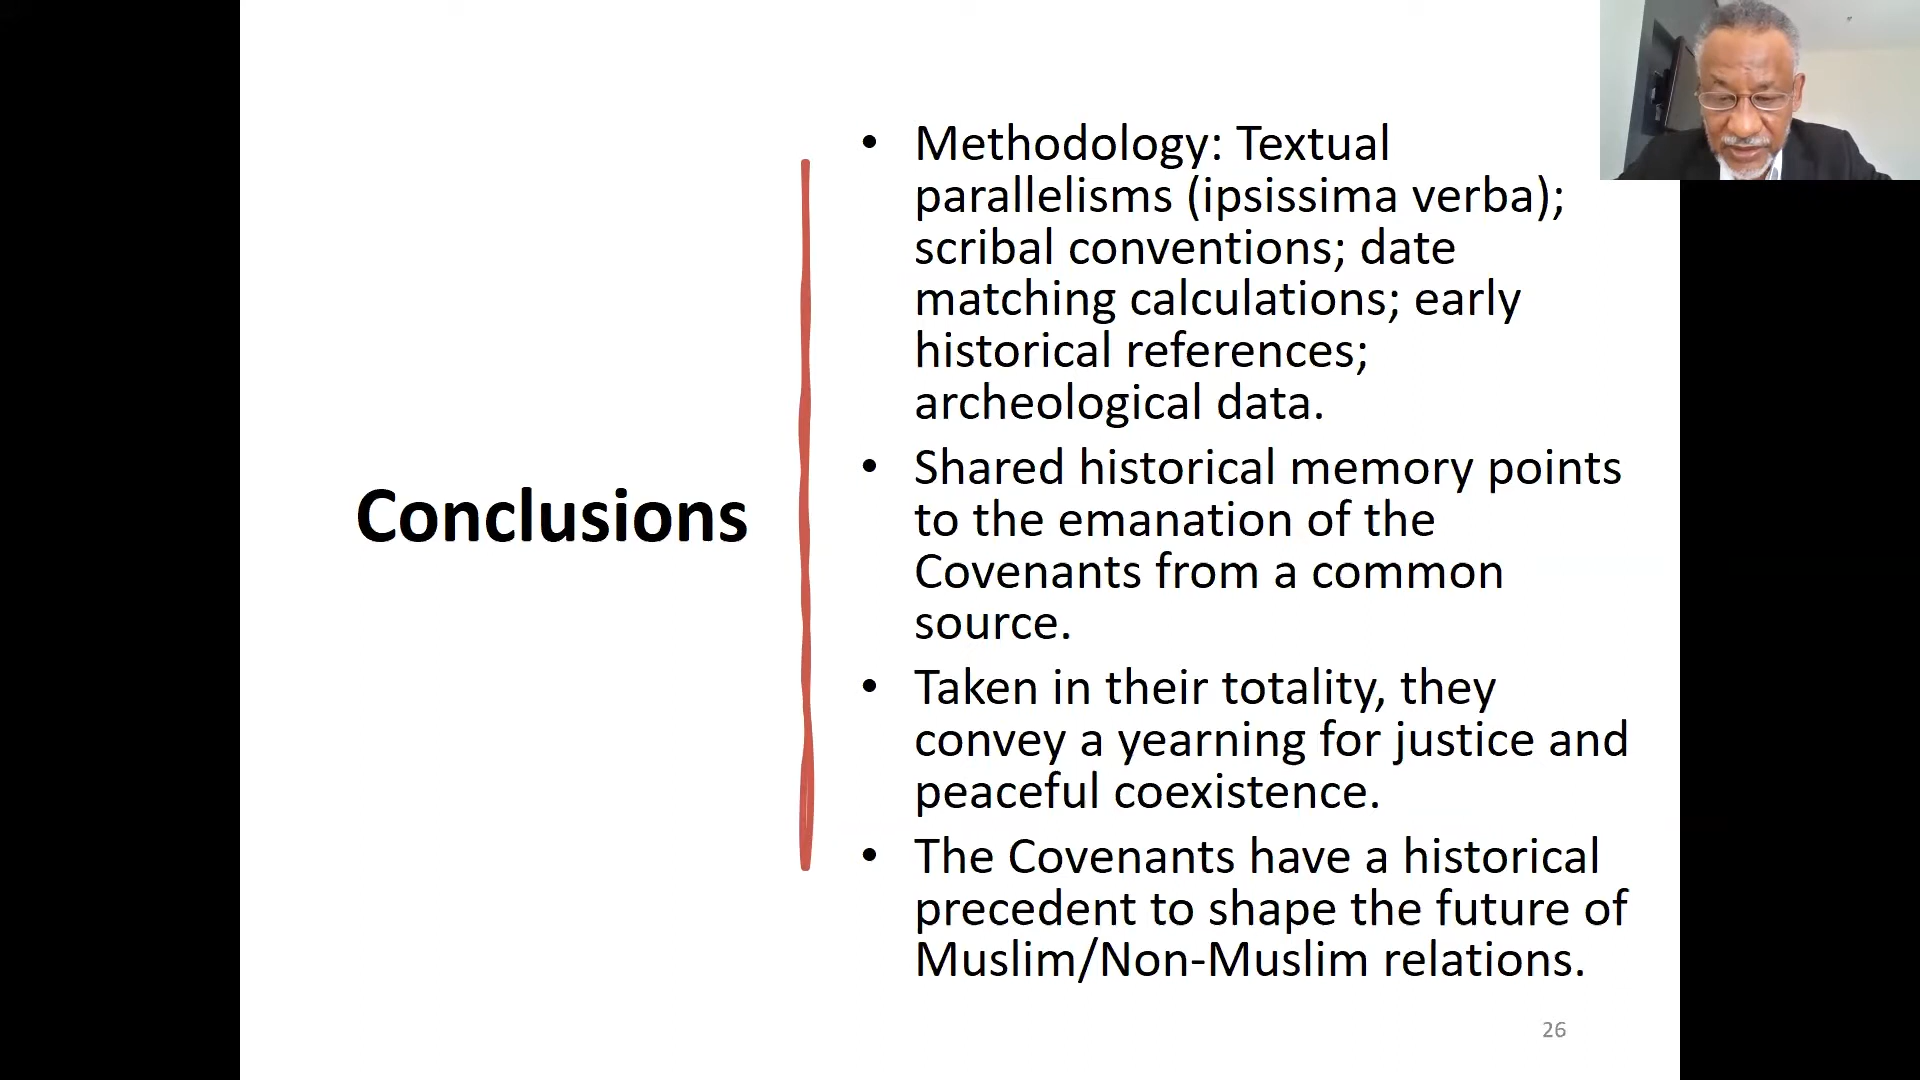 Conclusions
• Methodology: Textual
parallelisms (ipsissima verba);
scribal conventions; date
matching calculations; early
historical references;
archeological data.
• Shared historical memory points
to the emanation of the
Covenants from a common
source.
• Taken in their totality, they
convey a yearning for justice and
peaceful coexistence.
• The Covenants have a historical
precedent to shape the future of
Muslim/Non-Muslim relations.
26